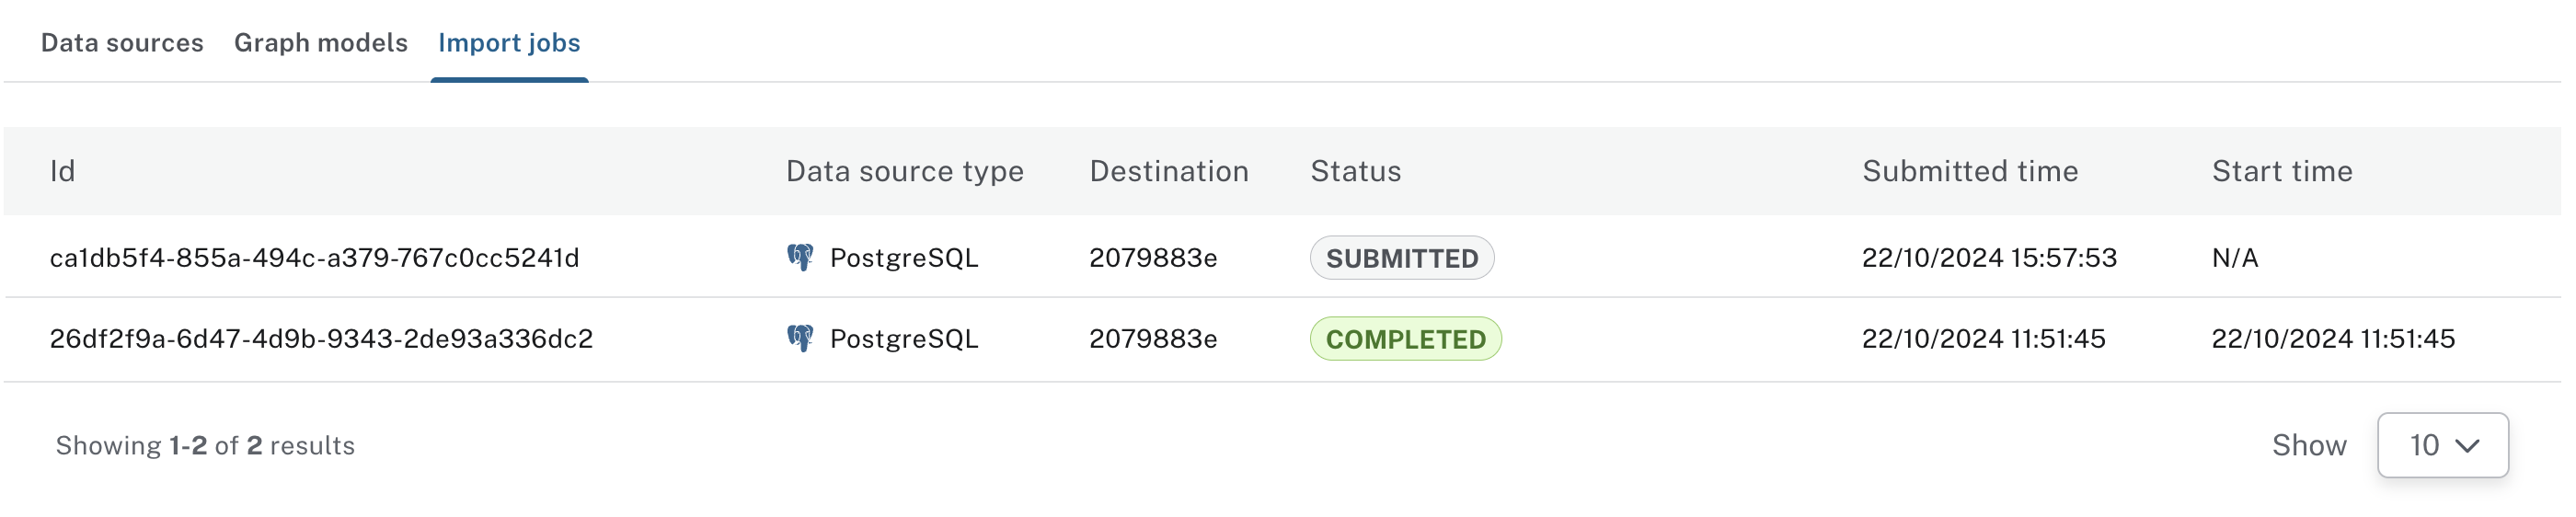 Data sources Graph models Import jobs
Id Data source type Destination Status Submitted time Start time
ca1db5f4-855a-494c-a379-767c0cc5241d PostgreSQL 2079883e SUBMITTED 22/10/2024 15:57:53 N/A
26df2f9a-6d47-4d9b-9343-2de93a336dc2 PostgreSQL 2079883e COMPLETED 22/10/2024 11:51:45 22/10/2024 11:51:45
Showing 1-2 of 2 results Show 10